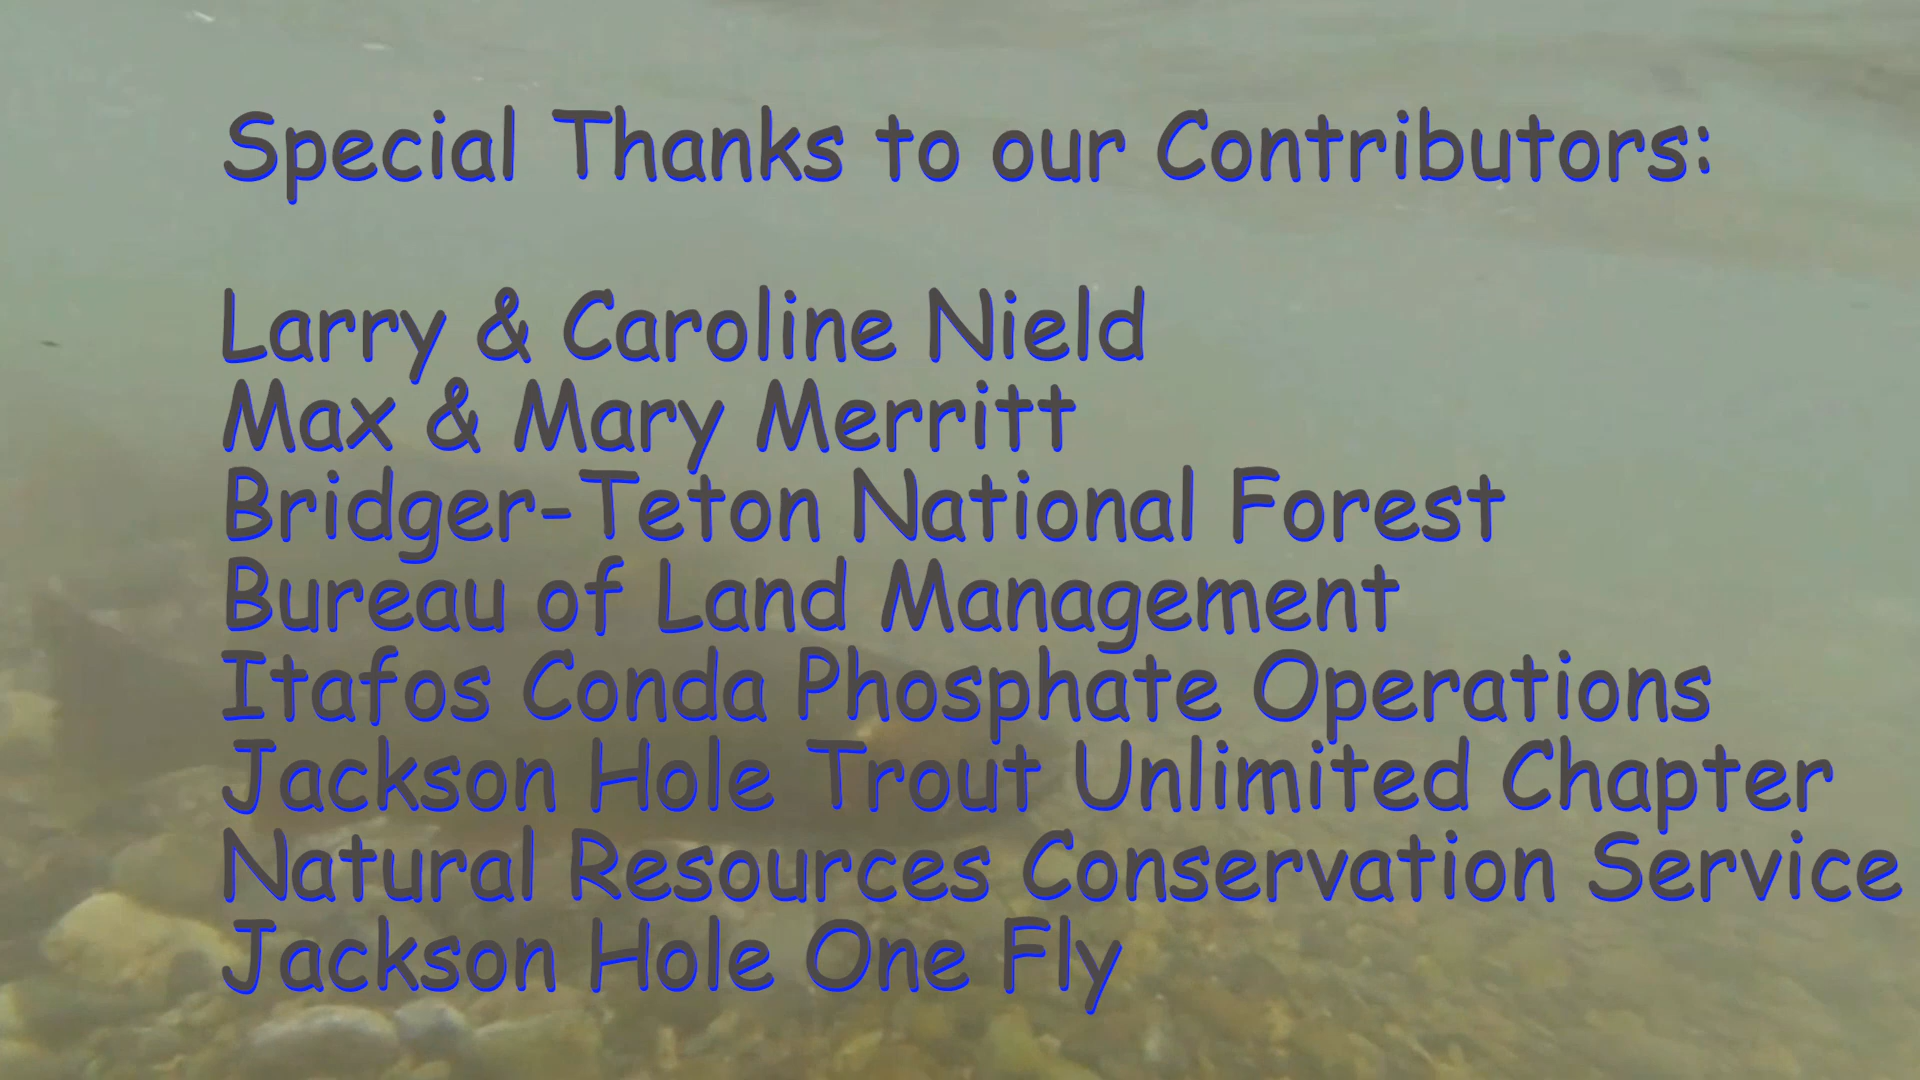 Special Thanks to our Contributors:
Larry & Caroline Nield
Max & Mary Merritt
Bridger-Teton National Forest
Bureau of Land Management
Itafos Conda Phosphate Operations
Jackson Hole Trout Unlimited Chapter
Natural Resources Conservation Service
Jackson Hole One Fly